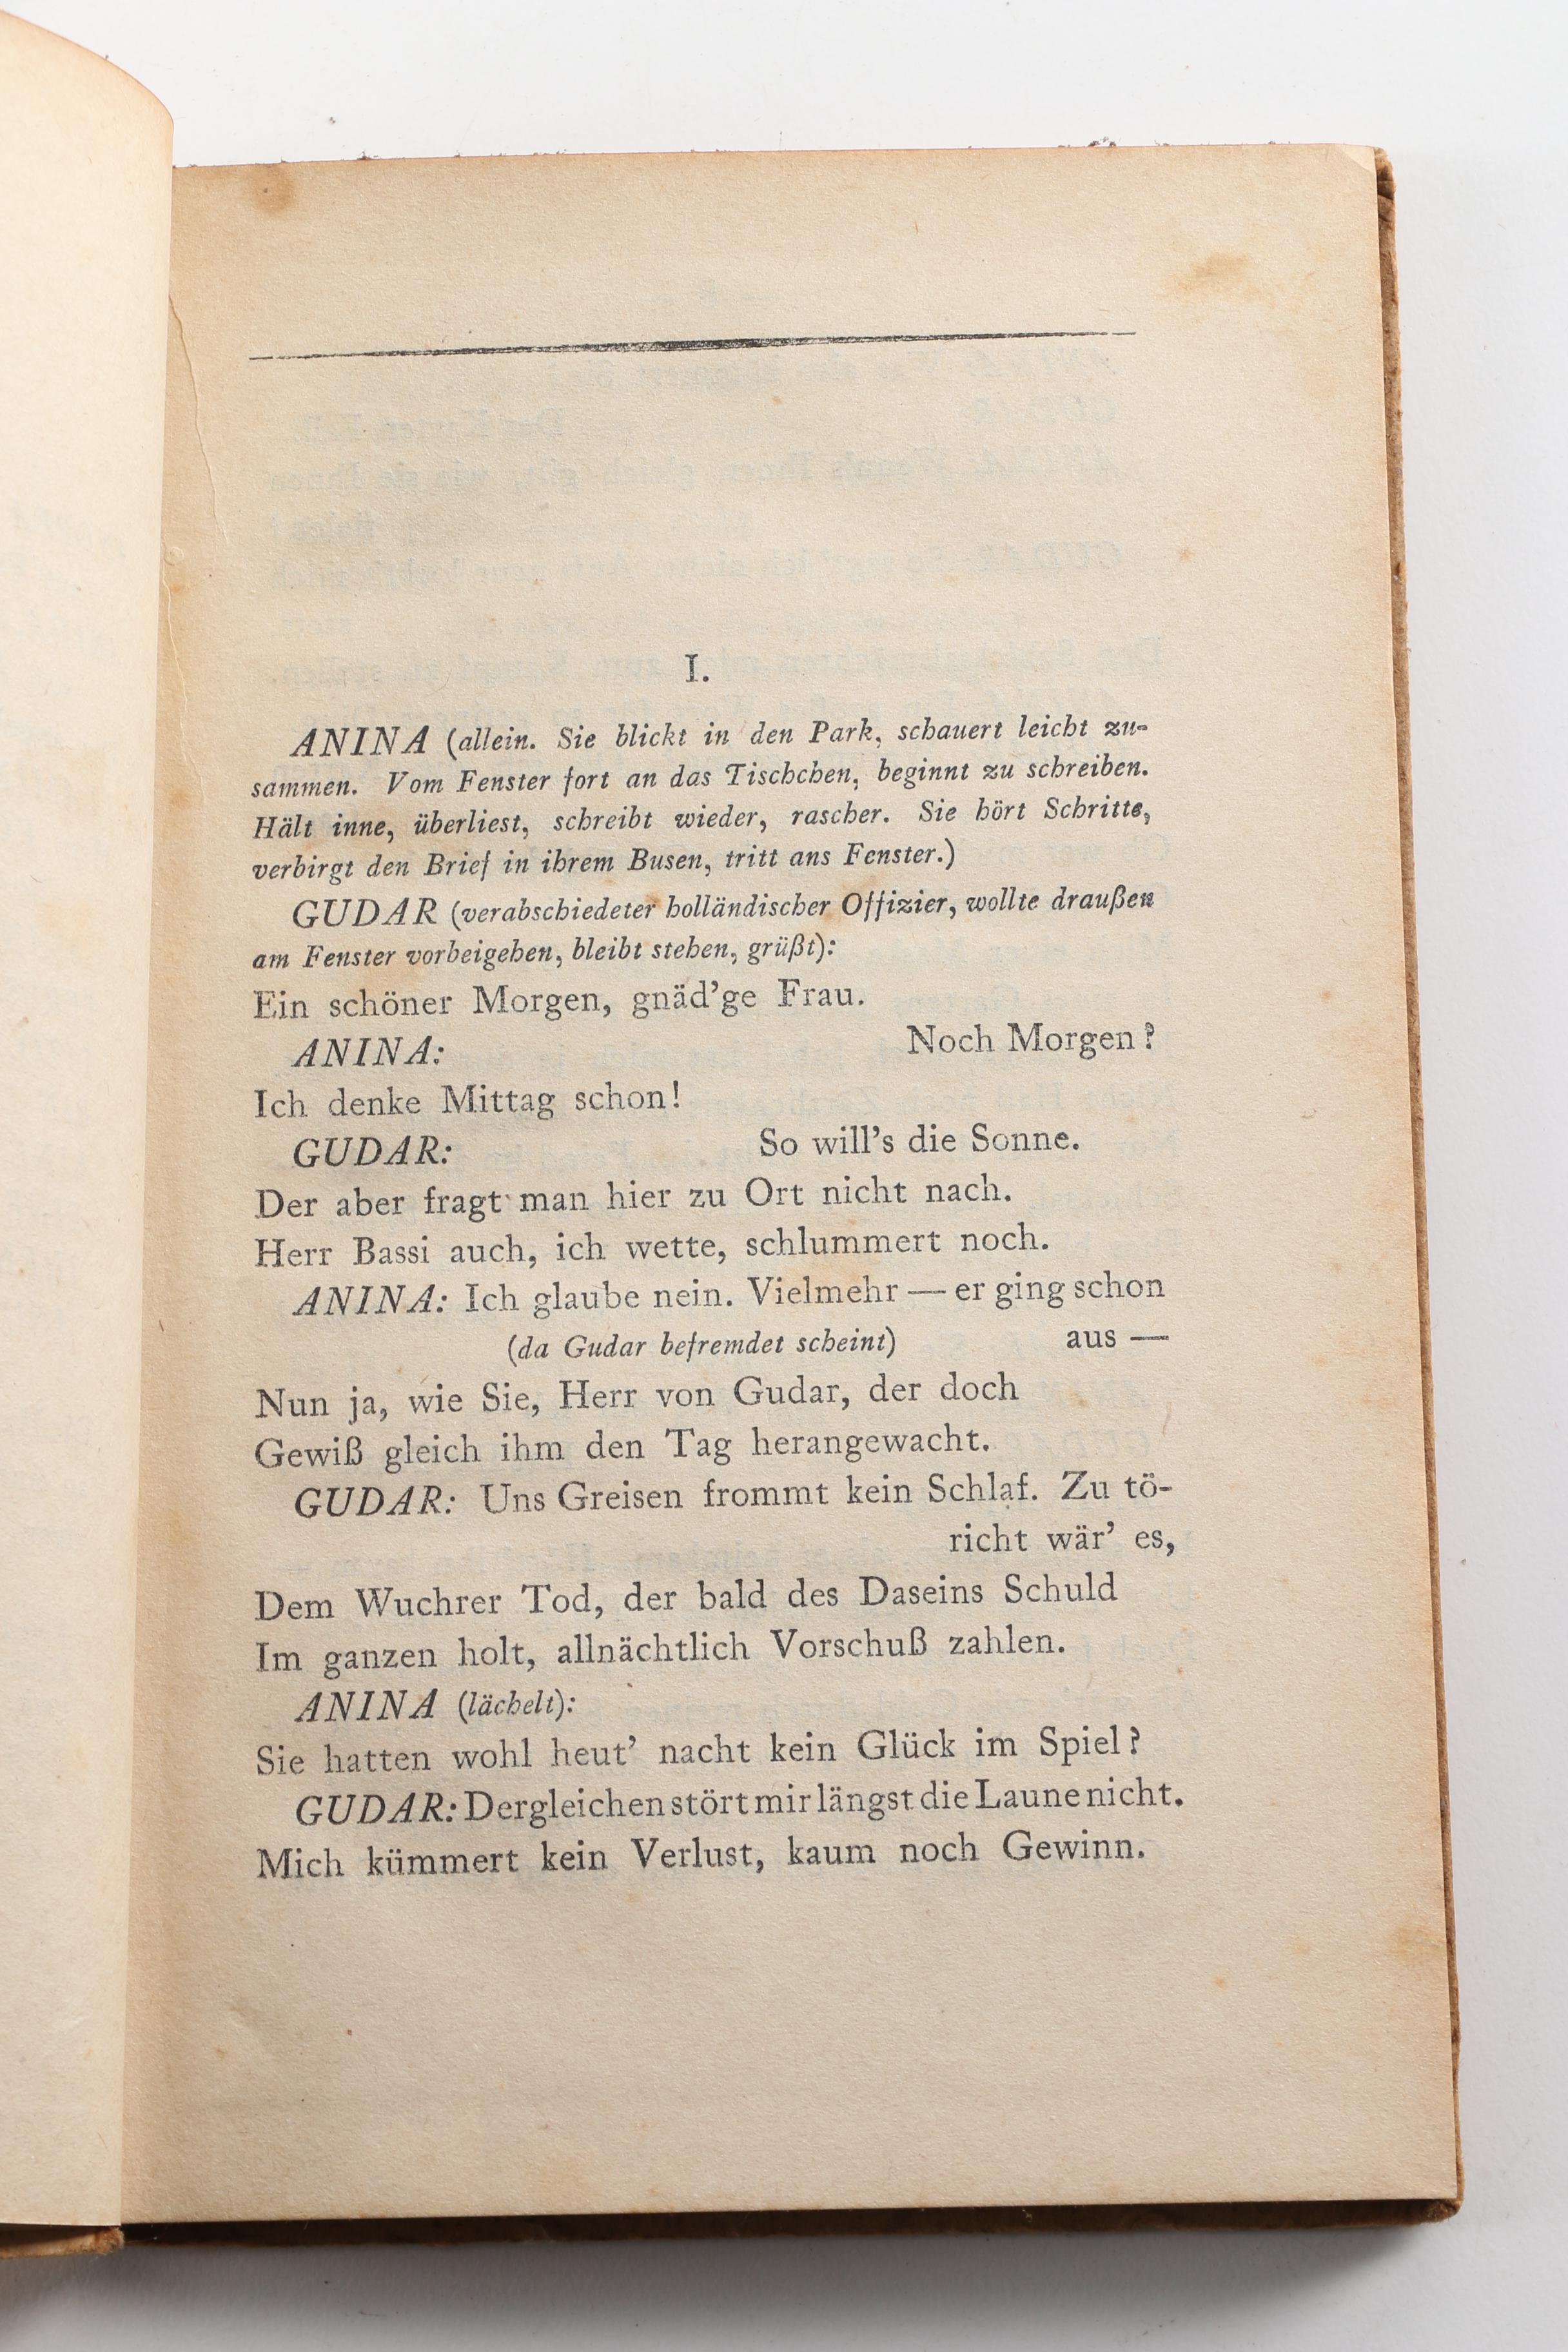 I.
ANINA (allein. Sie blickt in den Park, schauert leicht zu-
sammen. Vom Fenster fort an das Tischchen, beginnt zu schreiben.
Hält inne, überliest, schreibt wieder, rascher. Sie hört Schritte,
verbirgt den Brief in ihrem Busen, tritt ans Fenster.)
GUDAR (verabschiedeter holländischer Offizier, wollte draußen
am Fenster vorbeigehen, bleibt stehen, grüßt):
Ein schöner Morgen, gnäd’ge Frau.
ANINA: Noch Morgen?
Ich denke Mittag schon!
GUDAR: So will’s die Sonne.
Der aber fragt man hier zu Ort nicht nach.
Herr Bassi auch, ich wette, schlummert noch.
ANINA: Ich glaube nein. Vielmehr — er ging schon
(da Gudar befremdet scheint) aus —
Nun ja, wie Sie, Herr von Gudar, der doch
Gewiß gleich ihm den Tag herangewacht.
GUDAR: Uns Greisen frommt kein Schlaf. Zu tö-
richt wär’ es,
Dem Wuchrer Tod, der bald des Daseins Schuld
Im ganzen holt, allnächtlich Vorschuß zahlen.
ANINA (lächelt):
Sie hatten wohl heut’ nacht kein Glück im Spiel?
GUDAR: Dergleichen stört mir längst die Laune nicht.
Mich kümmert kein Verlust, kaum noch Gewinn.